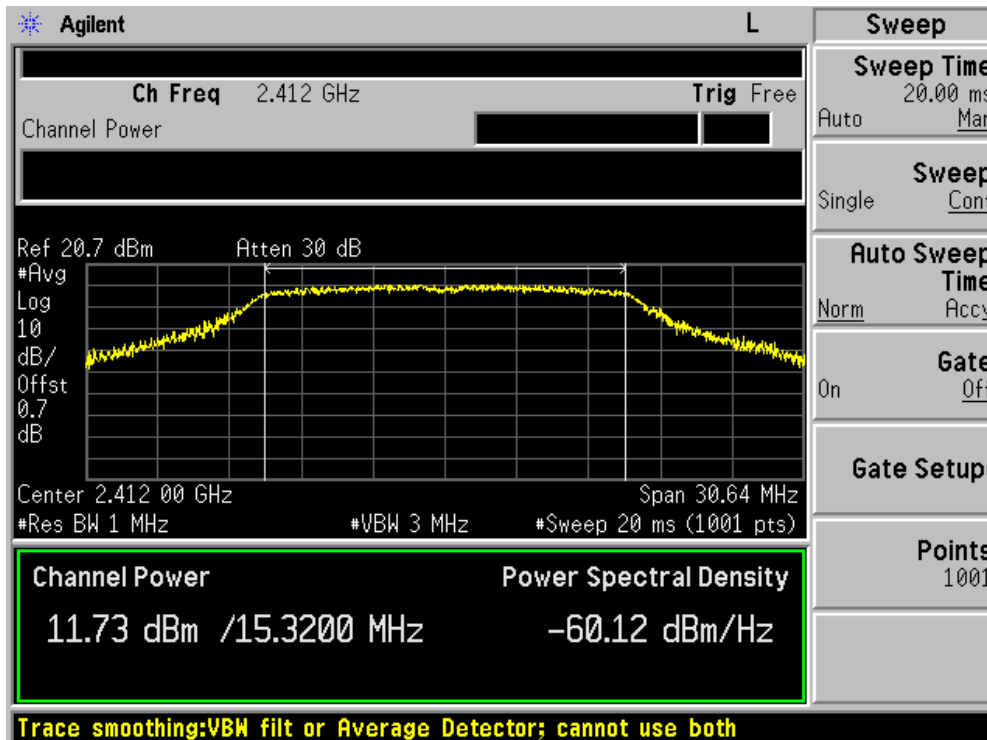 Agilent L
Ch Freq 2.412 GHz Trig Free
Channel Power
Ref 20.7 dBm Atten 30 dB
#Avg
Log
10
dB/
Offst
0.7
dB
Center 2.412 00 GHz Span 30.64 MHz
#Res BW 1 MHz #VBW 3 MHz #Sweep 20 ms (1001 pts)
Channel Power Power Spectral Density
11.73 dBm /15.3200 MHz -60.12 dBm/Hz
Trace smoothing:VBW filt or Average Detector; cannot use both
Sweep
Sweep Time
20.00 ms
Auto Man
Sweep
Single Cont
Auto Sweep
Time
Norm Accy
Gate
On Off
Gate Setup
Points
1001